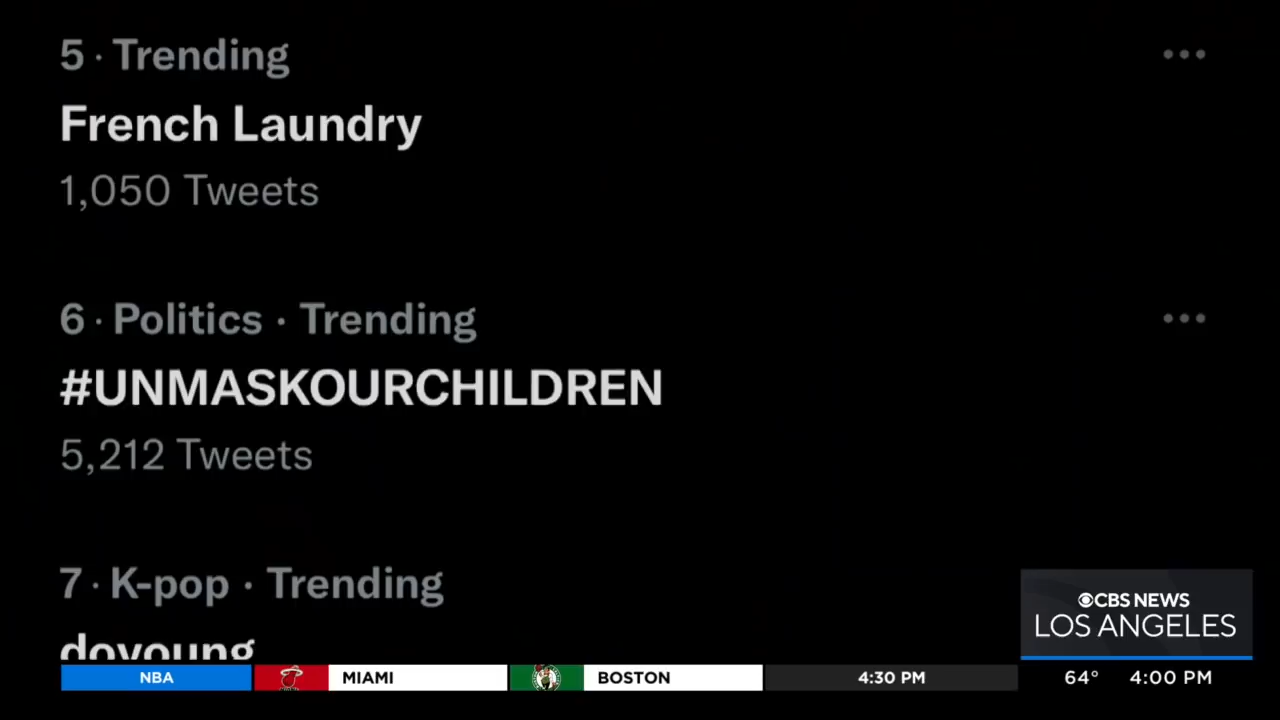 5 · Trending
French Laundry
1,050 Tweets
6 · Politics · Trending
#UNMASKOURCHILDREN
5,212 Tweets
7 · K-pop · Trending
doyoung
CBS NEWS
LOS ANGELES
NBA MIAMI BOSTON 4:30 PM 64° 4:00 PM